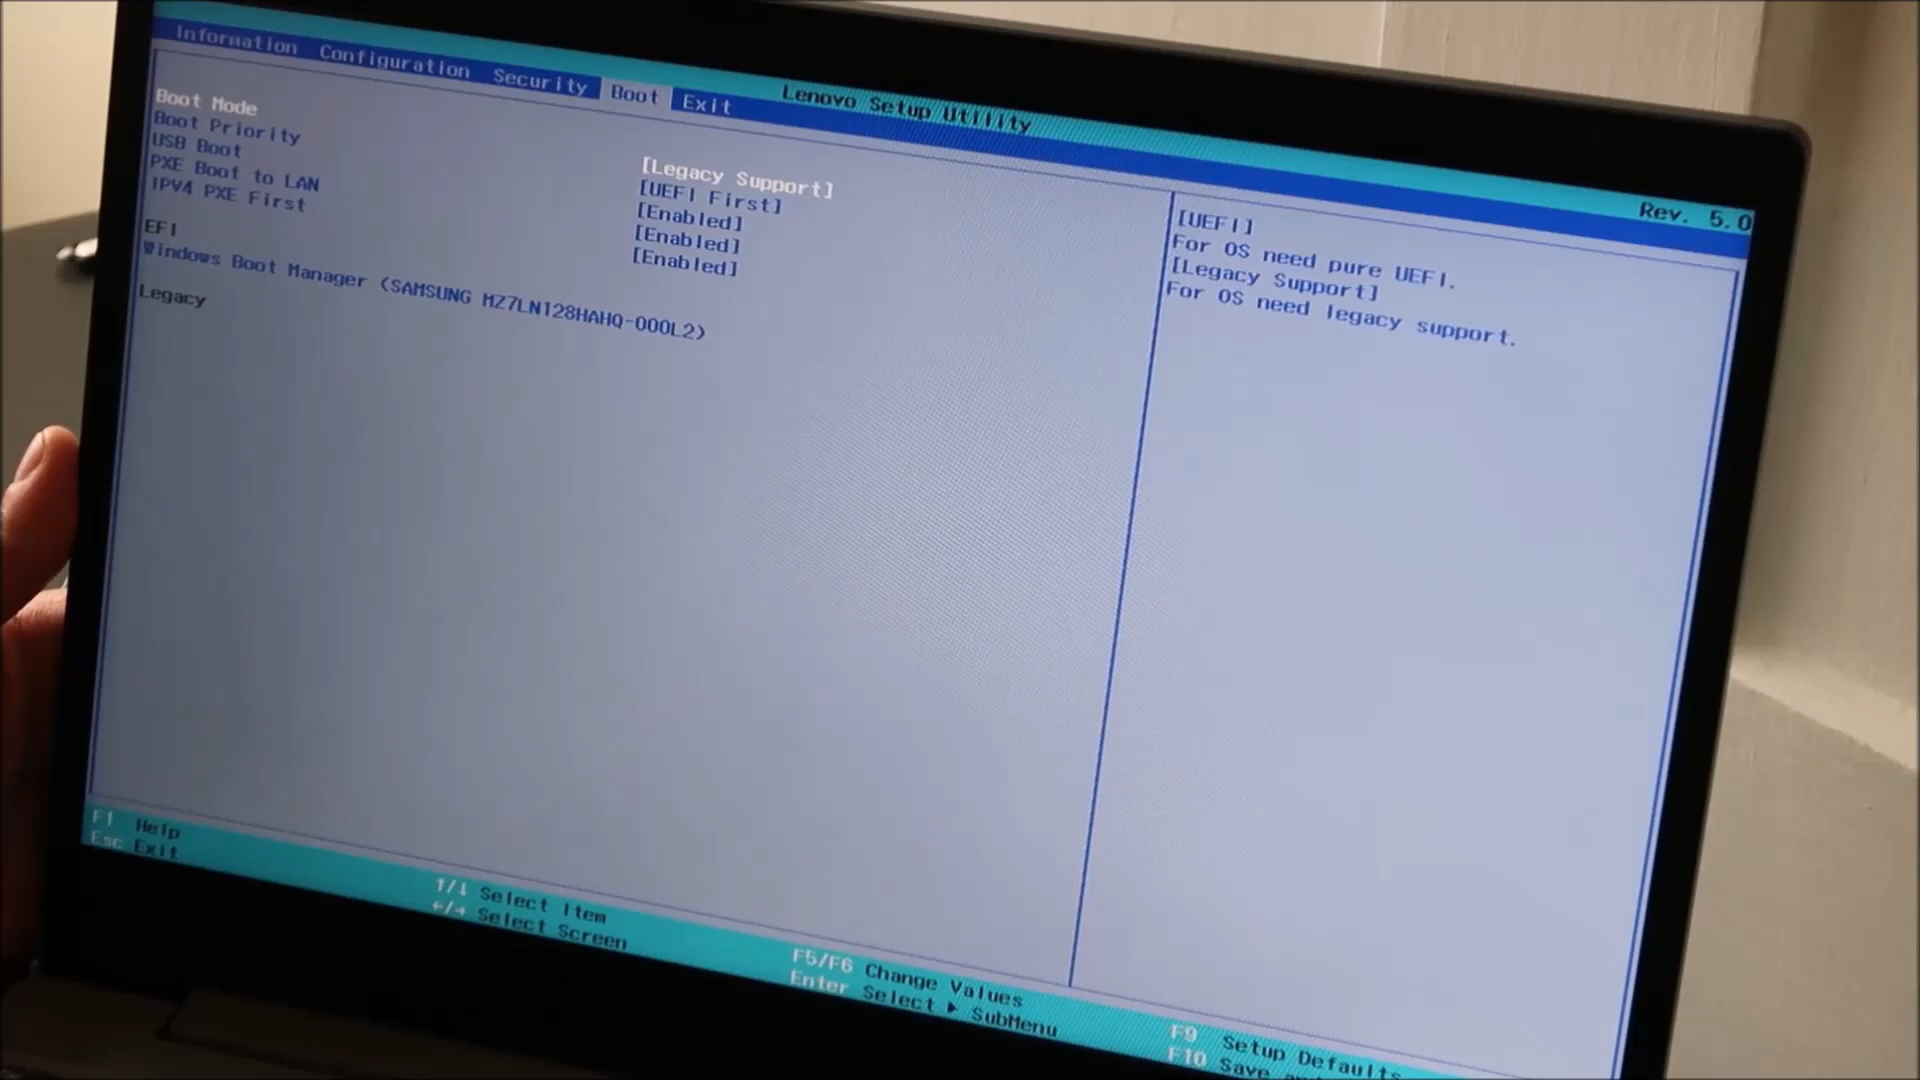 Lenovo Setup Utility
Information Configuration Security Boot Exit
Rev. 5.0
Boot Mode [Legacy Support]
Boot Priority [UEFI First]
USB Boot [Enabled]
PXE Boot to LAN [Enabled]
IPV4 PXE First [Enabled]
EFI
Windows Boot Manager (SAMSUNG MZ7LN128HAHQ-000L2)
Legacy
[UEFI]
For OS need pure UEFI.
[Legacy Support]
For OS need legacy support.
F1 Help ↑/↓ Select Item F5/F6 Change Values F9 Setup Defaults
Esc Exit ←/→ Select Screen Enter Select ▶ SubMenu F10 Save